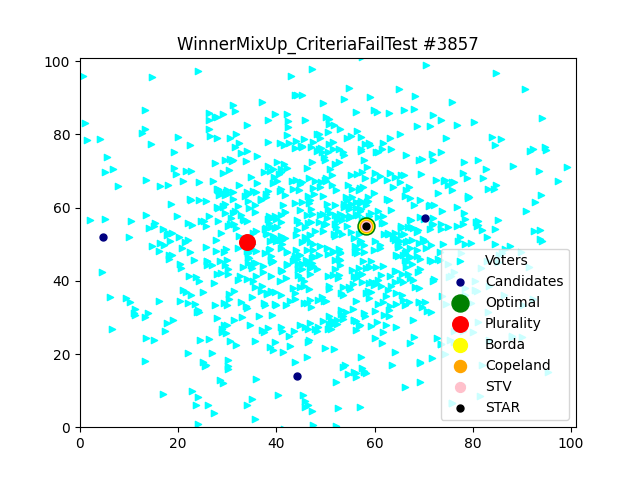 WinnerMixUp_CriteriaFailTest #3857
100
80
60
40
20
0
0 20 40 60 80 100
Voters
Candidates
Optimal
Plurality
Borda
Copeland
STV
STAR